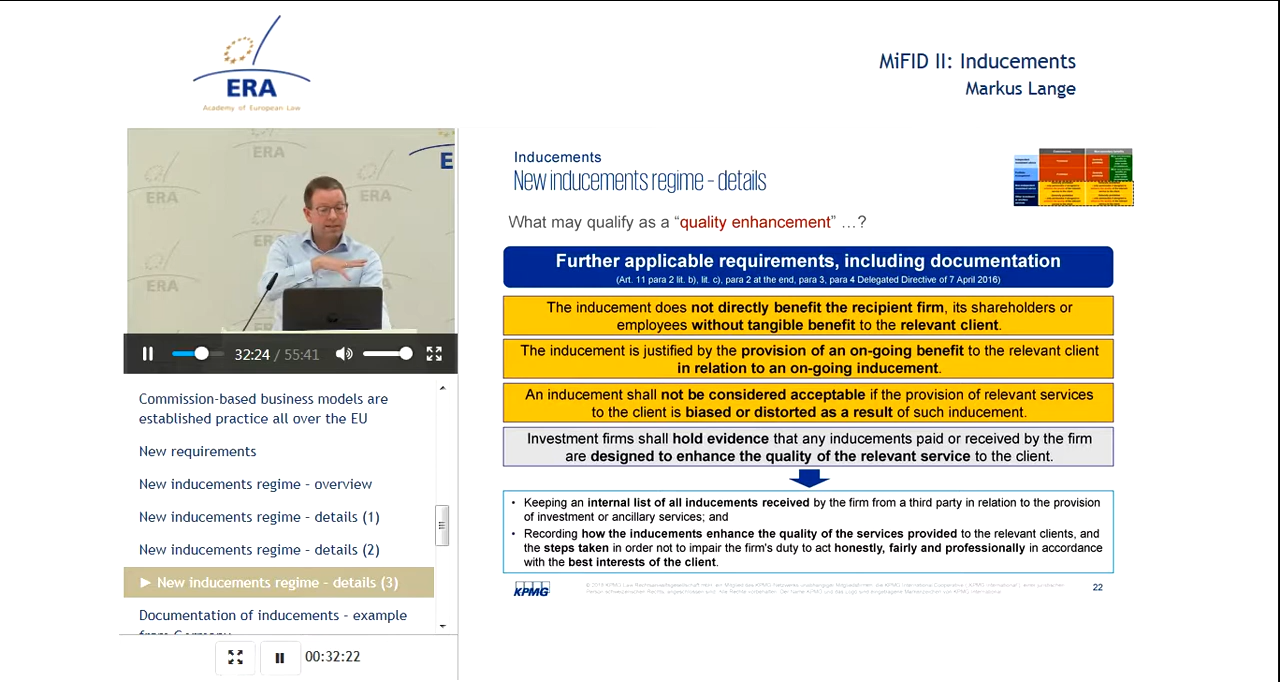 ERA
Academy of European Law
MiFID II: Inducements
Markus Lange
ERA
ERA
ERA
ER
ERA
E
32:24 / 55:41
Commission-based business models are
established practice all over the EU
New requirements
New inducements regime - overview
New inducements regime - details (1)
New inducements regime - details (2)
► New inducements regime - details (3)
Documentation of inducements - example
from Germany
00:32:22
Inducements
New inducements regime – details
What may qualify as a “quality enhancement” …?
Further applicable requirements, including documentation
(Art. 11 para 2 lit. b), lit. c), para 2 at the end, para 3, para 4 Delegated Directive of 7 April 2016)
The inducement does not directly benefit the recipient firm, its shareholders or
employees without tangible benefit to the relevant client.
The inducement is justified by the provision of an on-going benefit to the relevant client
in relation to an on-going inducement.
An inducement shall not be considered acceptable if the provision of relevant services
to the client is biased or distorted as a result of such inducement.
Investment firms shall hold evidence that any inducements paid or received by the firm
are designed to enhance the quality of the relevant service to the client.
• Keeping an internal list of all inducements received by the firm from a third party in relation to the provision
of investment or ancillary services; and
• Recording how the inducements enhance the quality of the services provided to the relevant clients, and
the steps taken in order not to impair the firm's duty to act honestly, fairly and professionally in accordance
with the best interests of the client.
KPMG
22